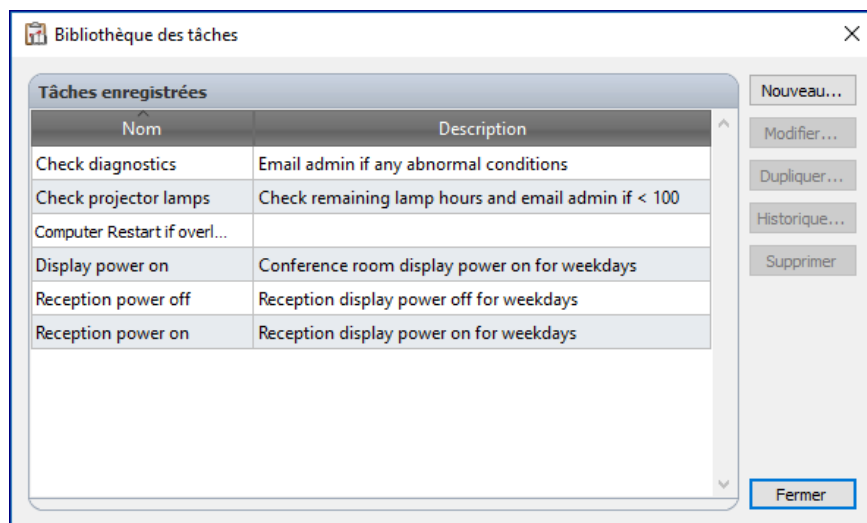 Bibliothèque des tâches
Tâches enregistrées
Nom Description
Check diagnostics Email admin if any abnormal conditions
Check projector lamps Check remaining lamp hours and email admin if < 100
Computer Restart if overl...
Display power on Conference room display power on for weekdays
Reception power off Reception display power off for weekdays
Reception power on Reception display power on for weekdays
Nouveau...
Modifier...
Dupliquer...
Historique...
Supprimer
Fermer